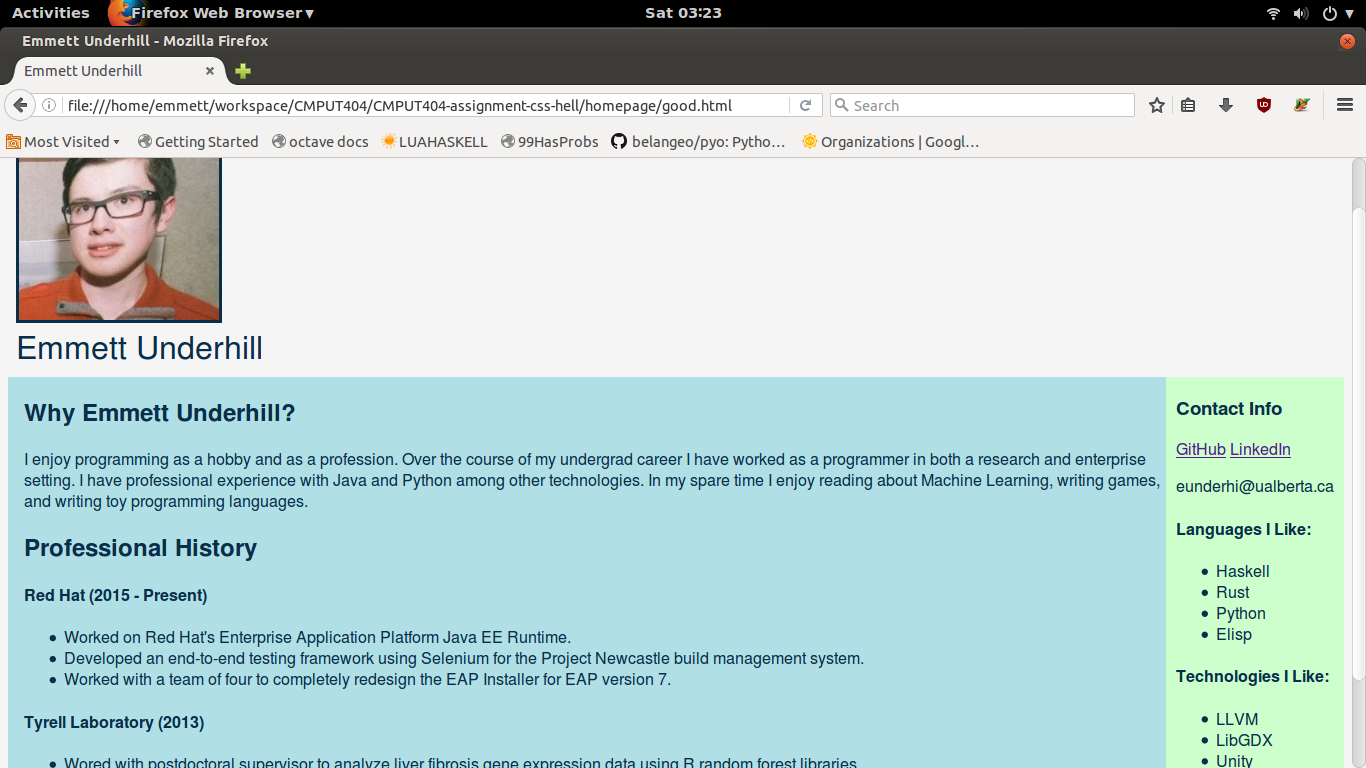 Activities Firefox Web Browser ▾ Sat 03:23
Emmett Underhill - Mozilla Firefox
Emmett Underhill
file:///home/emmett/workspace/CMPUT404/CMPUT404-assignment-css-hell/homepage/good.html Search
Most Visited Getting Started octave docs LUAHASKELL 99HasProbs belangeo/pyo: Pytho… Organizations | Googl…
Emmett Underhill
Why Emmett Underhill?
I enjoy programming as a hobby and as a profession. Over the course of my undergrad career I have worked as a programmer in both a research and enterprise
setting. I have professional experience with Java and Python among other technologies. In my spare time I enjoy reading about Machine Learning, writing games,
and writing toy programming languages.
Professional History
Red Hat (2015 - Present)
• Worked on Red Hat's Enterprise Application Platform Java EE Runtime.
• Developed an end-to-end testing framework using Selenium for the Project Newcastle build management system.
• Worked with a team of four to completely redesign the EAP Installer for EAP version 7.
Tyrell Laboratory (2013)
• Wored with postdoctoral supervisor to analyze liver fibrosis gene expression data using R random forest libraries
Contact Info
GitHub LinkedIn
eunderhi@ualberta.ca
Languages I Like:
• Haskell
• Rust
• Python
• Elisp
Technologies I Like:
• LLVM
• LibGDX
• Unity